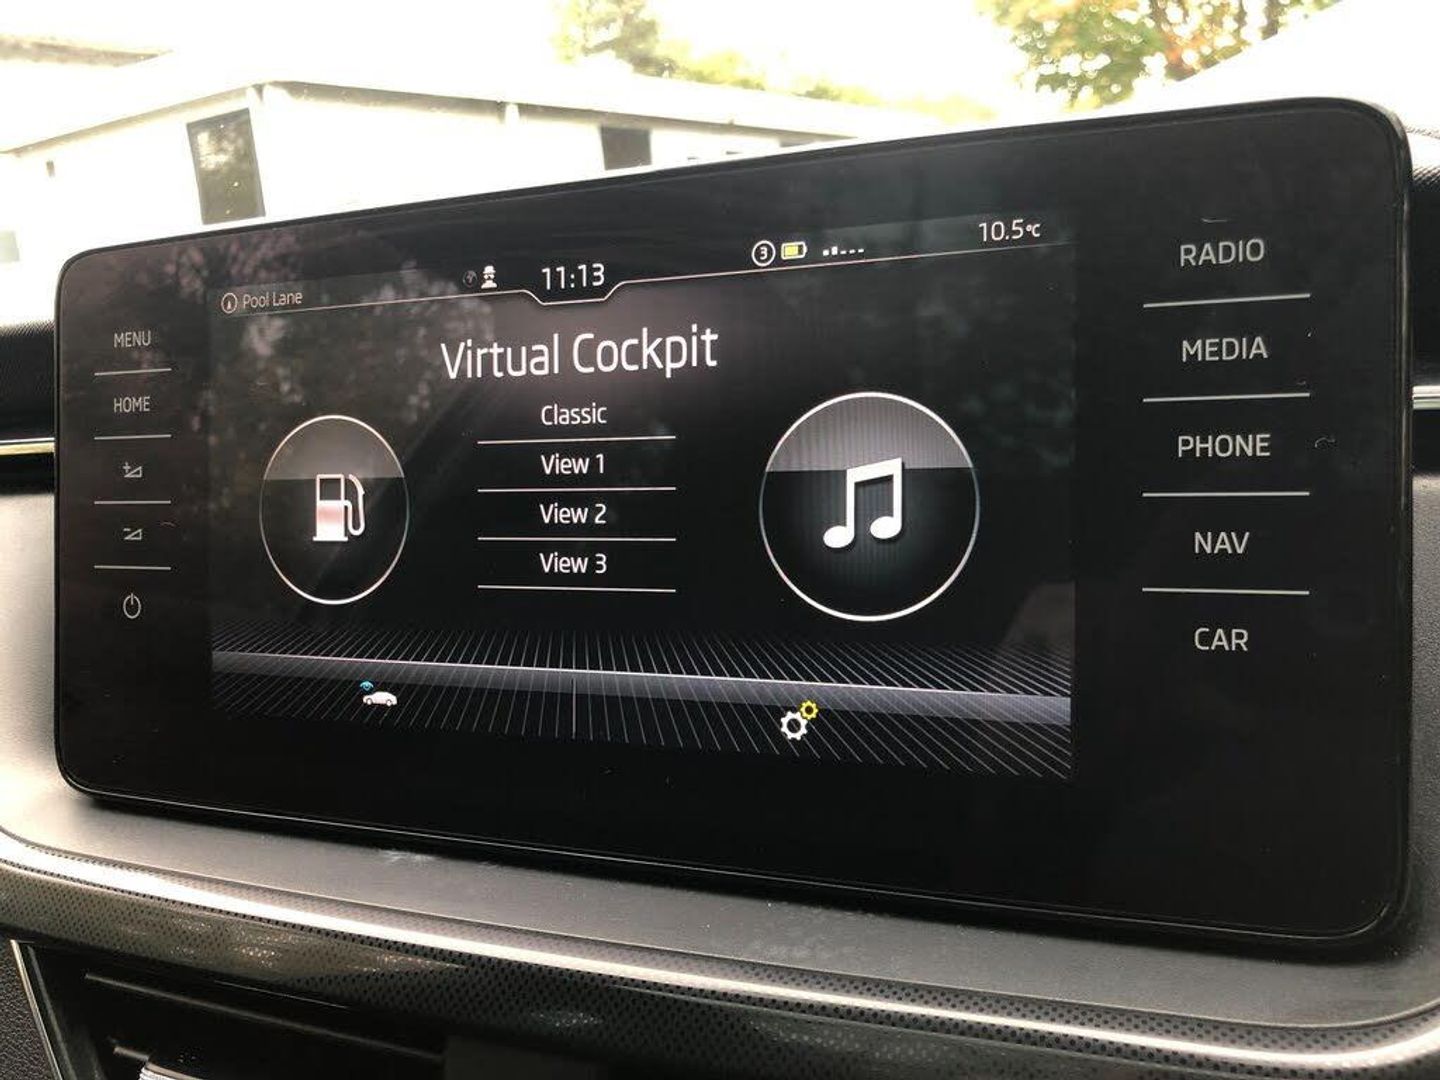 Pool Lane
11:13
3
10.5°C
Virtual Cockpit
Classic
View 1
View 2
View 3
MENU
HOME
RADIO
MEDIA
PHONE
NAV
CAR